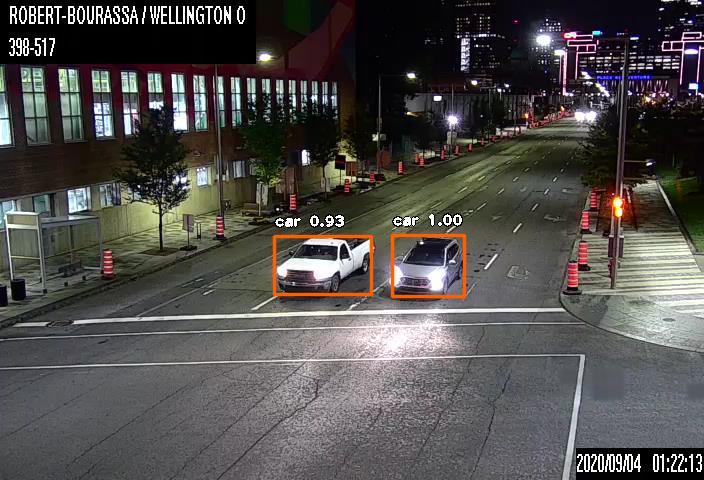 ROBERT-BOURASSA / WELLINGTON O
398-517
car 0.93
car 1.00
2020/09/04 01:22:13